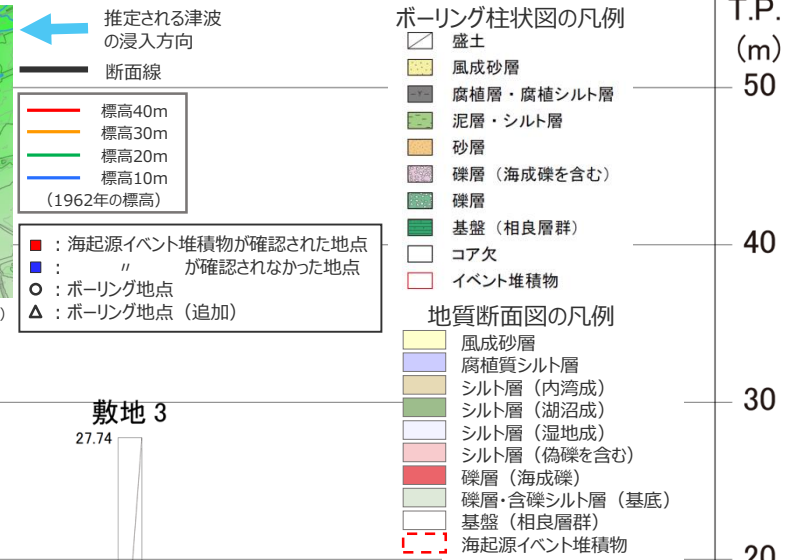 推定される津波
の浸入方向
断面線
標高40m
標高30m
標高20m
標高10m
（1962年の標高）
■ ：海起源イベント堆積物が確認された地点
■ ： 〃 が確認されなかった地点
○ ：ボーリング地点
△ ：ボーリング地点（追加）
）
敷地 3
27.74
ボーリング柱状図の凡例
盛土
風成砂層
腐植層・腐植シルト層
泥層・シルト層
砂層
礫層（海成礫を含む）
礫層
基盤（相良層群）
コア欠
イベント堆積物
地質断面図の凡例
風成砂層
腐植質シルト層
シルト層（内湾成）
シルト層（湖沼成）
シルト層（湿地成）
シルト層（偽礫を含む）
礫層（海成礫）
礫層・含礫シルト層（基底）
基盤（相良層群）
海起源イベント堆積物
T.P.
(m)
50
40
30
20